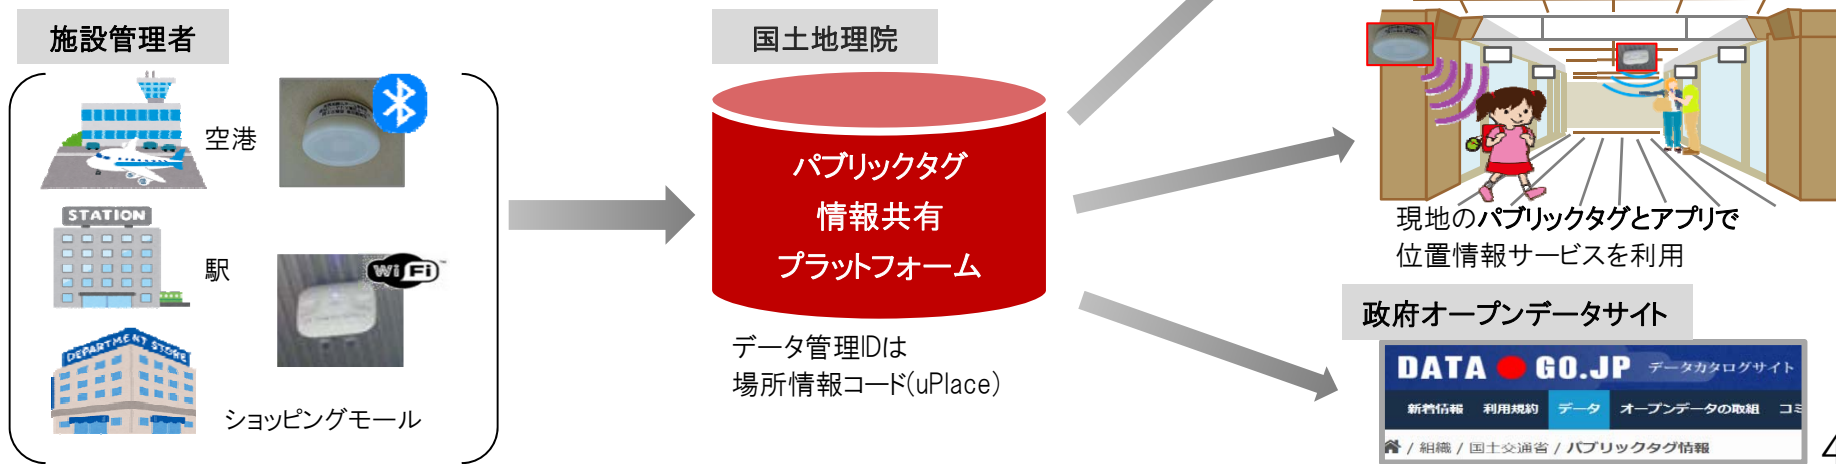 施設管理者
空港
STATION
駅
WiFi
DEPARTMENT STORE
ショッピングモール
国土地理院
パブリックタグ
情報共有
プラットフォーム
データ管理IDは
場所情報コード(uPlace)
現地のパブリックタグとアプリで
位置情報サービスを利用
政府オープンデータサイト
DATA GO.JP データカタログサイト
新着情報 利用規約 データ オープンデータの取組 コミ
/ 組織 / 国土交通省 / パブリックタグ情報